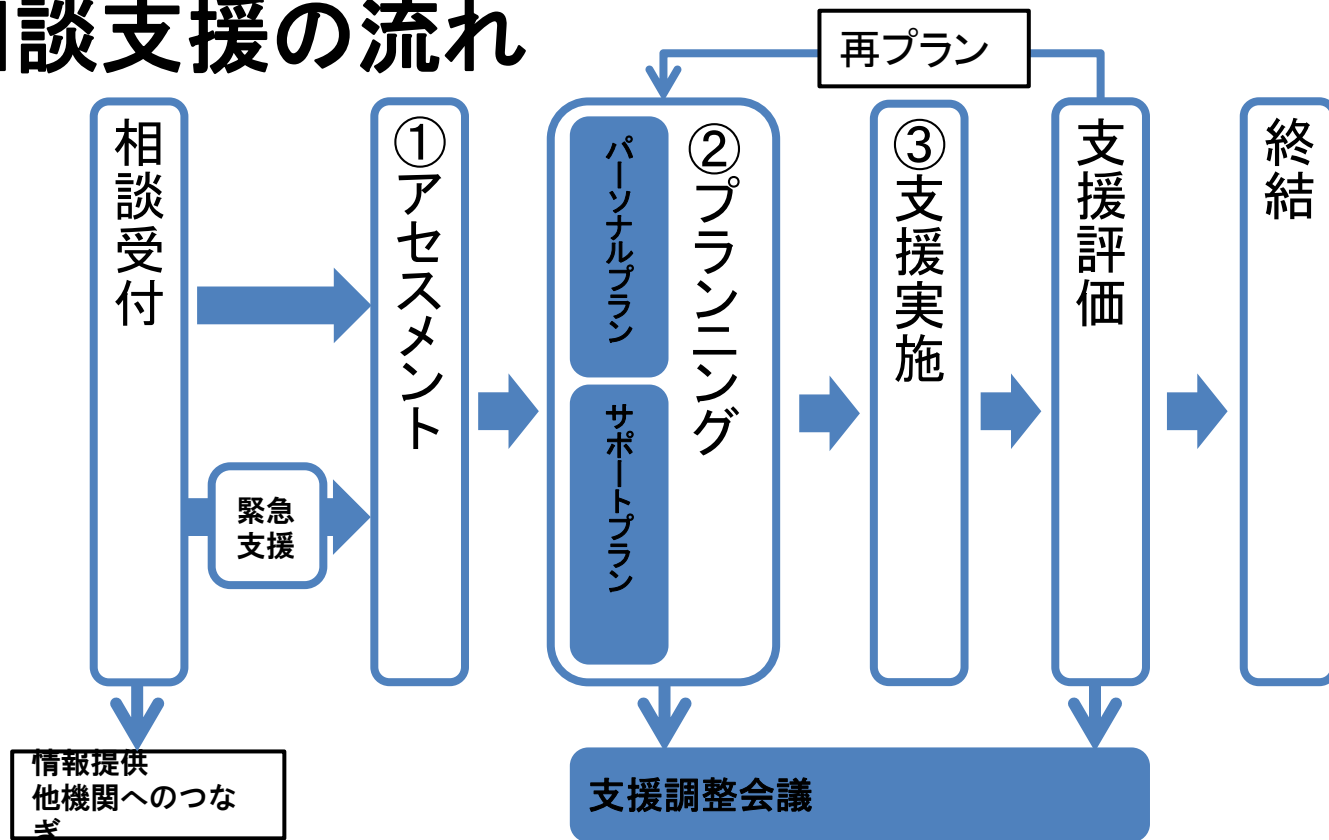 談支援の流れ
再プラン
相談受付
①アセスメント
パーソナルプラン
サポートプラン
②プランニング
③支援実施
支援評価
終結
緊急
支援
情報提供
他機関へのつな
ぎ
支援調整会議